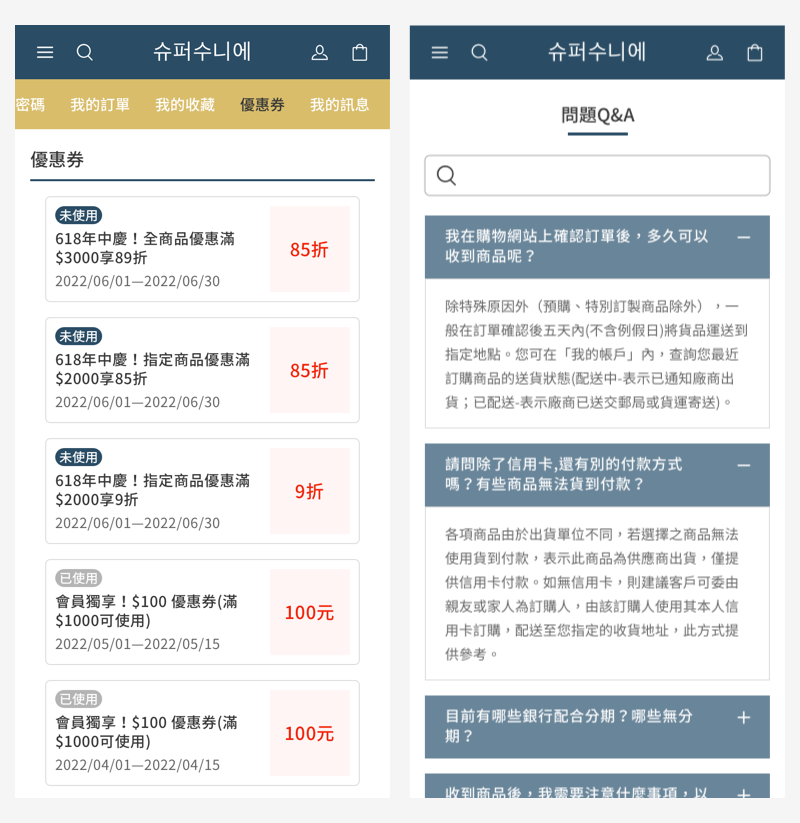 슈퍼수니에
密碼 我的訂單 我的收藏 優惠券 我的訊息
優惠券
未使用
618年中慶！全商品優惠滿
$3000享89折
2022/06/01—2022/06/30
85折
未使用
618年中慶！指定商品優惠滿
$2000享85折
2022/06/01—2022/06/30
85折
未使用
618年中慶！指定商品優惠滿
$2000享9折
2022/06/01—2022/06/30
9折
已使用
會員獨享！$100 優惠券(滿
$1000可使用)
2022/05/01—2022/05/15
100元
已使用
會員獨享！$100 優惠券(滿
$1000可使用)
2022/04/01—2022/04/15
100元
슈퍼수니에
問題Q&A
我在購物網站上確認訂單後，多久可以
收到商品呢？
除特殊原因外（預購、特別訂製商品除外），一
般在訂單確認後五天內(不含例假日)將貨品運送到
指定地點。您可在「我的帳戶」內，查詢您最近
訂購商品的送貨狀態(配送中-表示已通知廠商出
貨；已配送-表示廠商已送交郵局或貨運寄送)。
請問除了信用卡,還有別的付款方式
嗎？有些商品無法貨到付款？
各項商品由於出貨單位不同，若選擇之商品無法
使用貨到付款，表示此商品為供應商出貨，僅提
供信用卡付款。如無信用卡，則建議客戶可委由
親友或家人為訂購人，由該訂購人使用其本人信
用卡訂購，配送至您指定的收貨地址，此方式提
供參考。
目前有哪些銀行配合分期？哪些無分
期？
收到商品後，我需要注意什麼事項，以